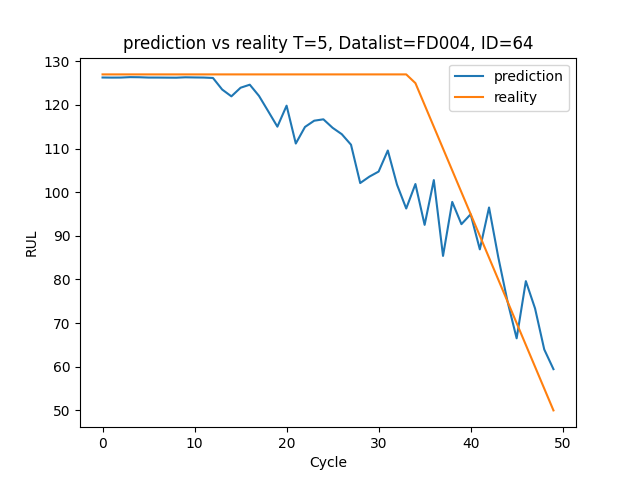 prediction vs reality T=5, Datalist=FD004, ID=64
prediction
reality
130
120
110
100
90
80
70
60
50
RUL
0 10 20 30 40 50
Cycle